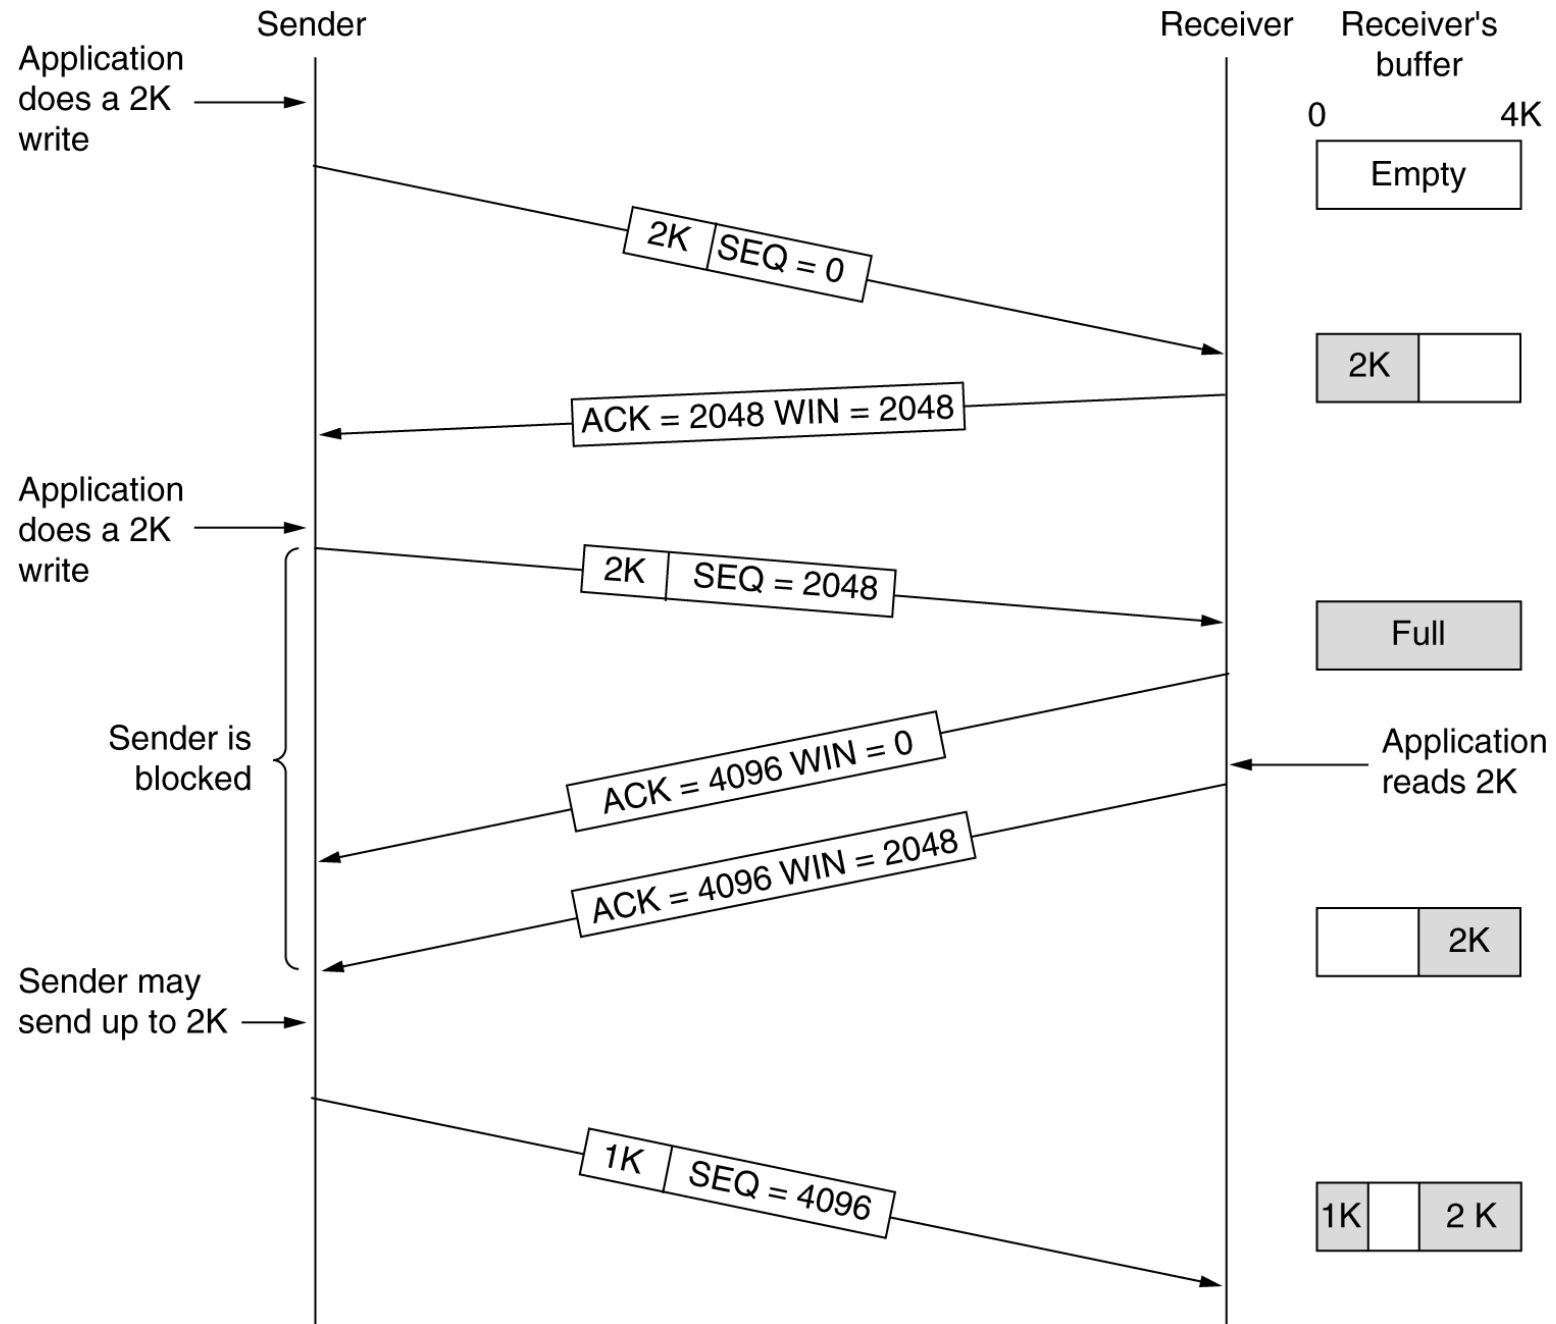 Sender
Receiver
Receiver's
buffer
Application
does a 2K
write
0
4K
Empty
2K
SEQ = 0
2K
ACK = 2048 WIN = 2048
Application
does a 2K
write
2K
SEQ = 2048
Full
Sender is
blocked
ACK = 4096 WIN = 0
Application
reads 2K
ACK = 4096 WIN = 2048
2K
Sender may
send up to 2K
1K
SEQ = 4096
1K
2 K